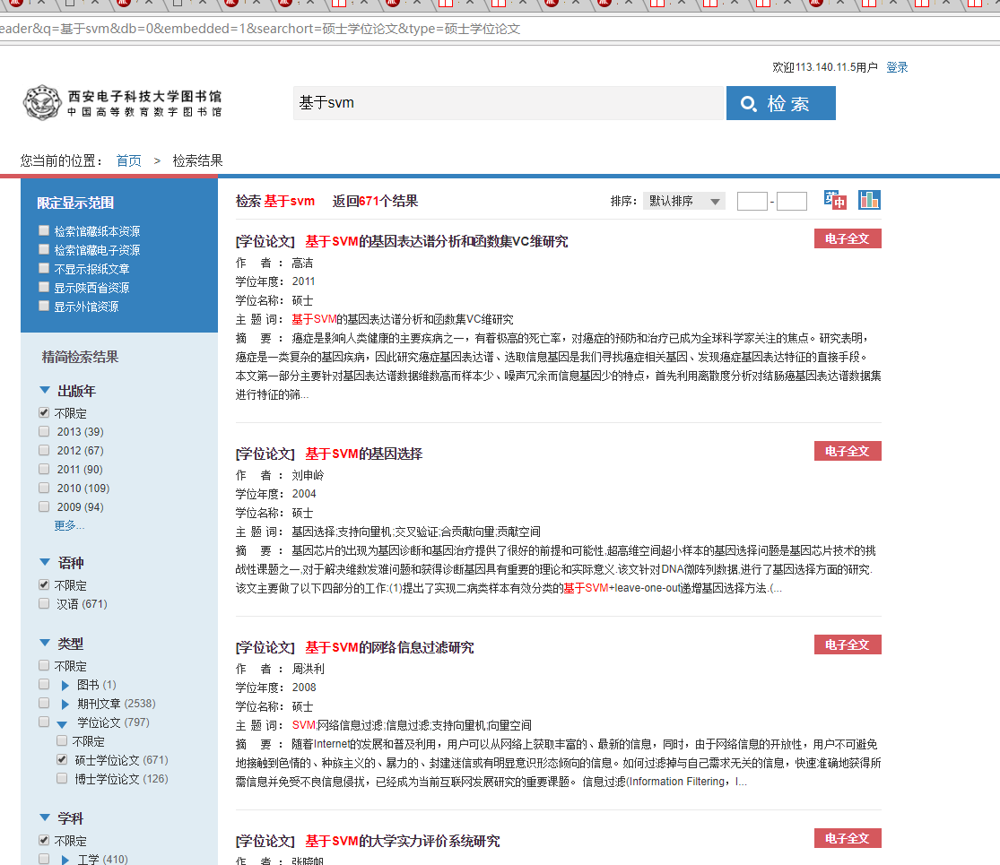 eader&q=基于svm&db=0&embedded=1&searchort=硕士学位论文&type=硕士学位论文
欢迎113.140.11.5用户 登录
西安电子科技大学图书馆
中国高等教育数字图书馆
基于svm
检 索
您当前的位置： 首页 > 检索结果
限定显示范围
检索馆藏纸本资源
检索馆藏电子资源
不显示报纸文章
显示陕西省资源
显示外馆资源
精简检索结果
出版年
不限定
2013 (39)
2012 (67)
2011 (90)
2010 (109)
2009 (94)
更多...
语种
不限定
汉语 (671)
类型
不限定
图书 (1)
期刊文章 (2538)
学位论文 (797)
不限定
硕士学位论文 (671)
博士学位论文 (126)
学科
不限定
工学 (410)
检索 基于svm 返回671个结果
排序： 默认排序 -
英中
[学位论文] 基于SVM的基因表达谱分析和函数集VC维研究
电子全文
作 者 ： 高洁
学位年度： 2011
学位名称： 硕士
主 题 词： 基于SVM的基因表达谱分析和函数集VC维研究
摘 要 ： 癌症是影响人类健康的主要疾病之一，有着极高的死亡率，对癌症的预防和治疗已成为全球科学家关注的焦点。研究表明，
癌症是一类复杂的基因疾病，因此研究癌症基因表达谱、选取信息基因是我们寻找癌症相关基因、发现癌症基因表达特征的直接手段。
本文第一部分主要针对基因表达谱数据维数高而样本少、噪声冗余而信息基因少的特点，首先利用离散度分析对结肠癌基因表达谱数据集
进行特征的筛...
[学位论文] 基于SVM的基因选择
电子全文
作 者 ： 刘申岭
学位年度： 2004
学位名称： 硕士
主 题 词： 基因选择;支持向量机;交叉验证;合贡献向量;贡献空间
摘 要 ： 基因芯片的出现为基因诊断和基因治疗提供了很好的前提和可能性,超高维空间超小样本的基因选择问题是基因芯片技术的挑
战性课题之一,对于解决维数发难问题和获得诊断基因具有重要的理论和实际意义.该文针对DNA微阵列数据,进行了基因选择方面的研究.
该文主要做了以下四部分的工作:(1)提出了实现二病类样本有效分类的基于SVM+leave-one-out递增基因选择方法.(...
[学位论文] 基于SVM的网络信息过滤研究
电子全文
作 者 ： 周洪利
学位年度： 2008
学位名称： 硕士
主 题 词： SVM;网络信息过滤;信息过滤;支持向量机;向量空间
摘 要 ： 随着Internet的发展和普及利用，用户可以从网络上获取丰富的、最新的信息，同时，由于网络信息的开放性，用户不可避免
地接触到色情的、种族主义的、暴力的、封建迷信或有明显意识形态倾向的信息。如何过滤掉与自己需求无关的信息，快速准确地获得所
需信息并免受不良信息侵扰，已经成为当前互联网发展研究的重要课题。 信息过滤(Information Filtering，I...
[学位论文] 基于SVM的大学实力评价系统研究
电子全文
作 者 ： 张晓帆